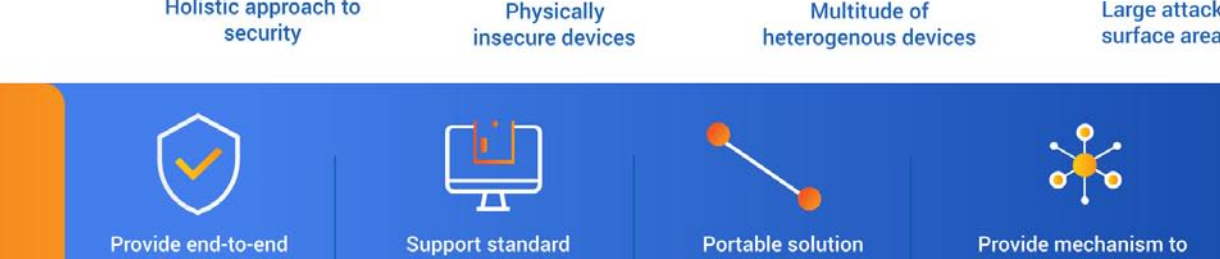 Holistic approach to
security
Physically
insecure devices
Multitude of
heterogenous devices
Large attack
surface area
Provide end-to-end
Support standard
Portable solution
Provide mechanism to